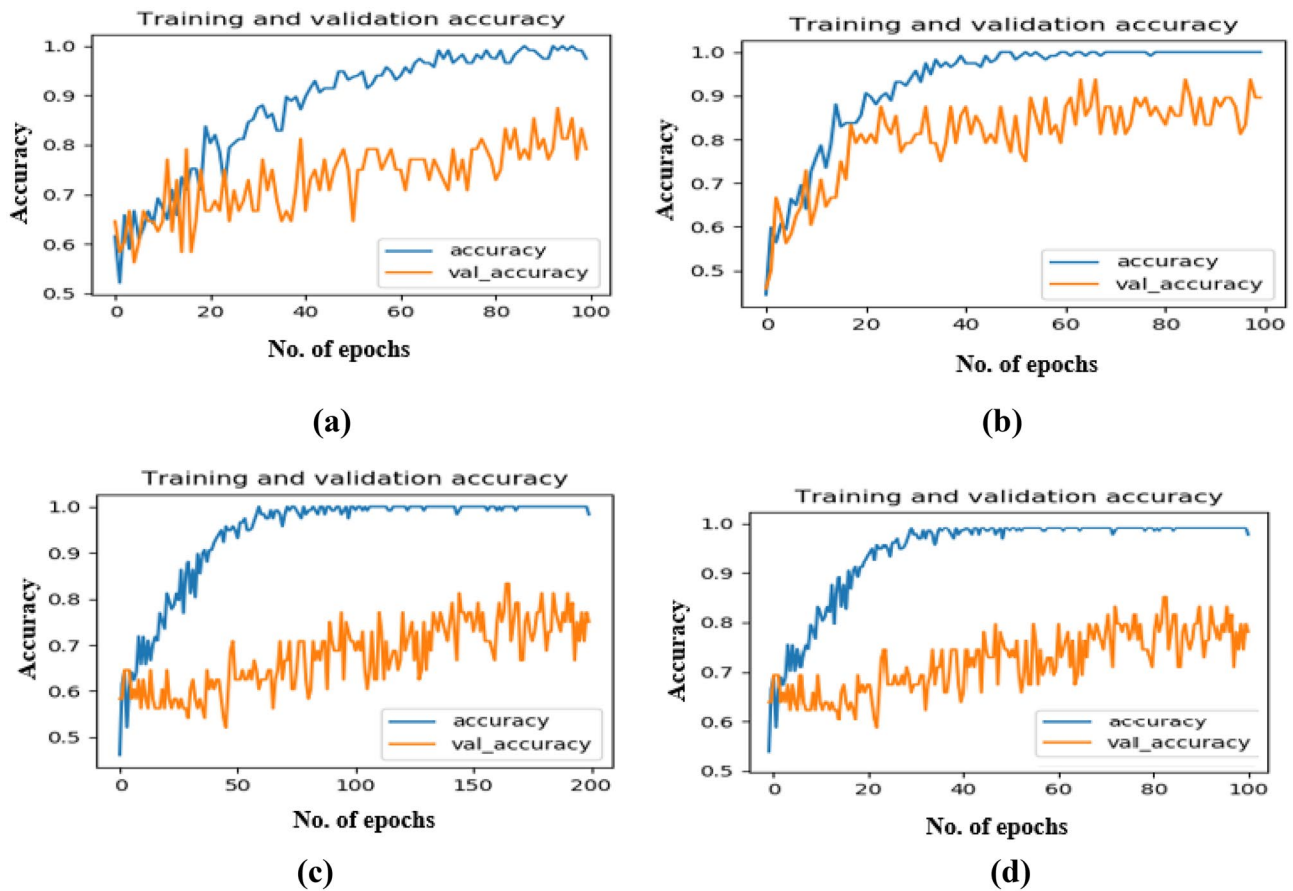 Training and validation accuracy
1.0
0.9
0.8
0.7
0.6
0.5
Accuracy
accuracy
val_accuracy
0 20 40 60 80 100
No. of epochs
(a)
Training and validation accuracy
1.0
0.9
0.8
0.7
0.6
0.5
Accuracy
accuracy
val_accuracy
0 20 40 60 80 100
No. of epochs
(b)
Training and validation accuracy
1.0
0.9
0.8
0.7
0.6
0.5
Accuracy
accuracy
val_accuracy
0 50 100 150 200
No. of epochs
(c)
Training and validation accuracy
1.0
0.9
0.8
0.7
0.6
0.5
Accuracy
accuracy
val_accuracy
0 20 40 60 80 100
No. of epochs
(d)